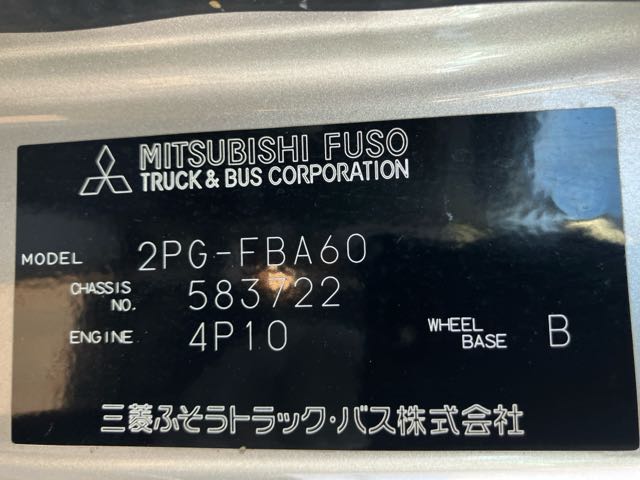 MITSUBISHI FUSO
TRUCK & BUS CORPORATION
MODEL 2PG-FBA60
CHASSIS NO. 583722
ENGINE 4P10 WHEEL BASE B
三菱ふそうトラック・バス株式会社